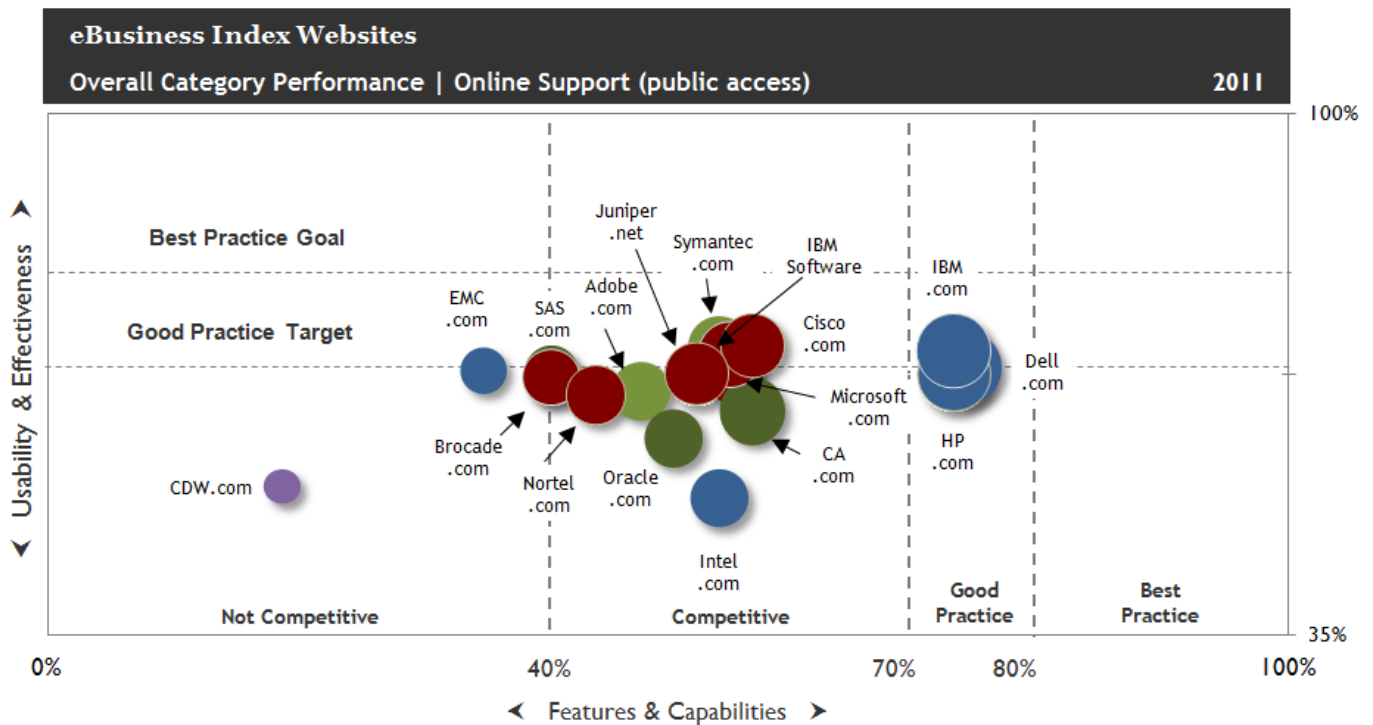 eBusiness Index Websites
Overall Category Performance | Online Support (public access)
2011
100%
Juniper
.net
Symantec
.com
IBM
Software
Best Practice Goal
IBM
.com
EMC
.com
SAS
.com
Adobe
.com
Cisco
.com
Good Practice Target
Dell
.com
Microsoft
.com
Brocade
.com
HP
.com
CA
.com
CDW.com
Nortel
.com
Oracle
.com
Intel
.com
Not Competitive
Competitive
Good
Practice
Best
Practice
35%
0%
40%
70%
80%
100%
Features & Capabilities
Usability & Effectiveness